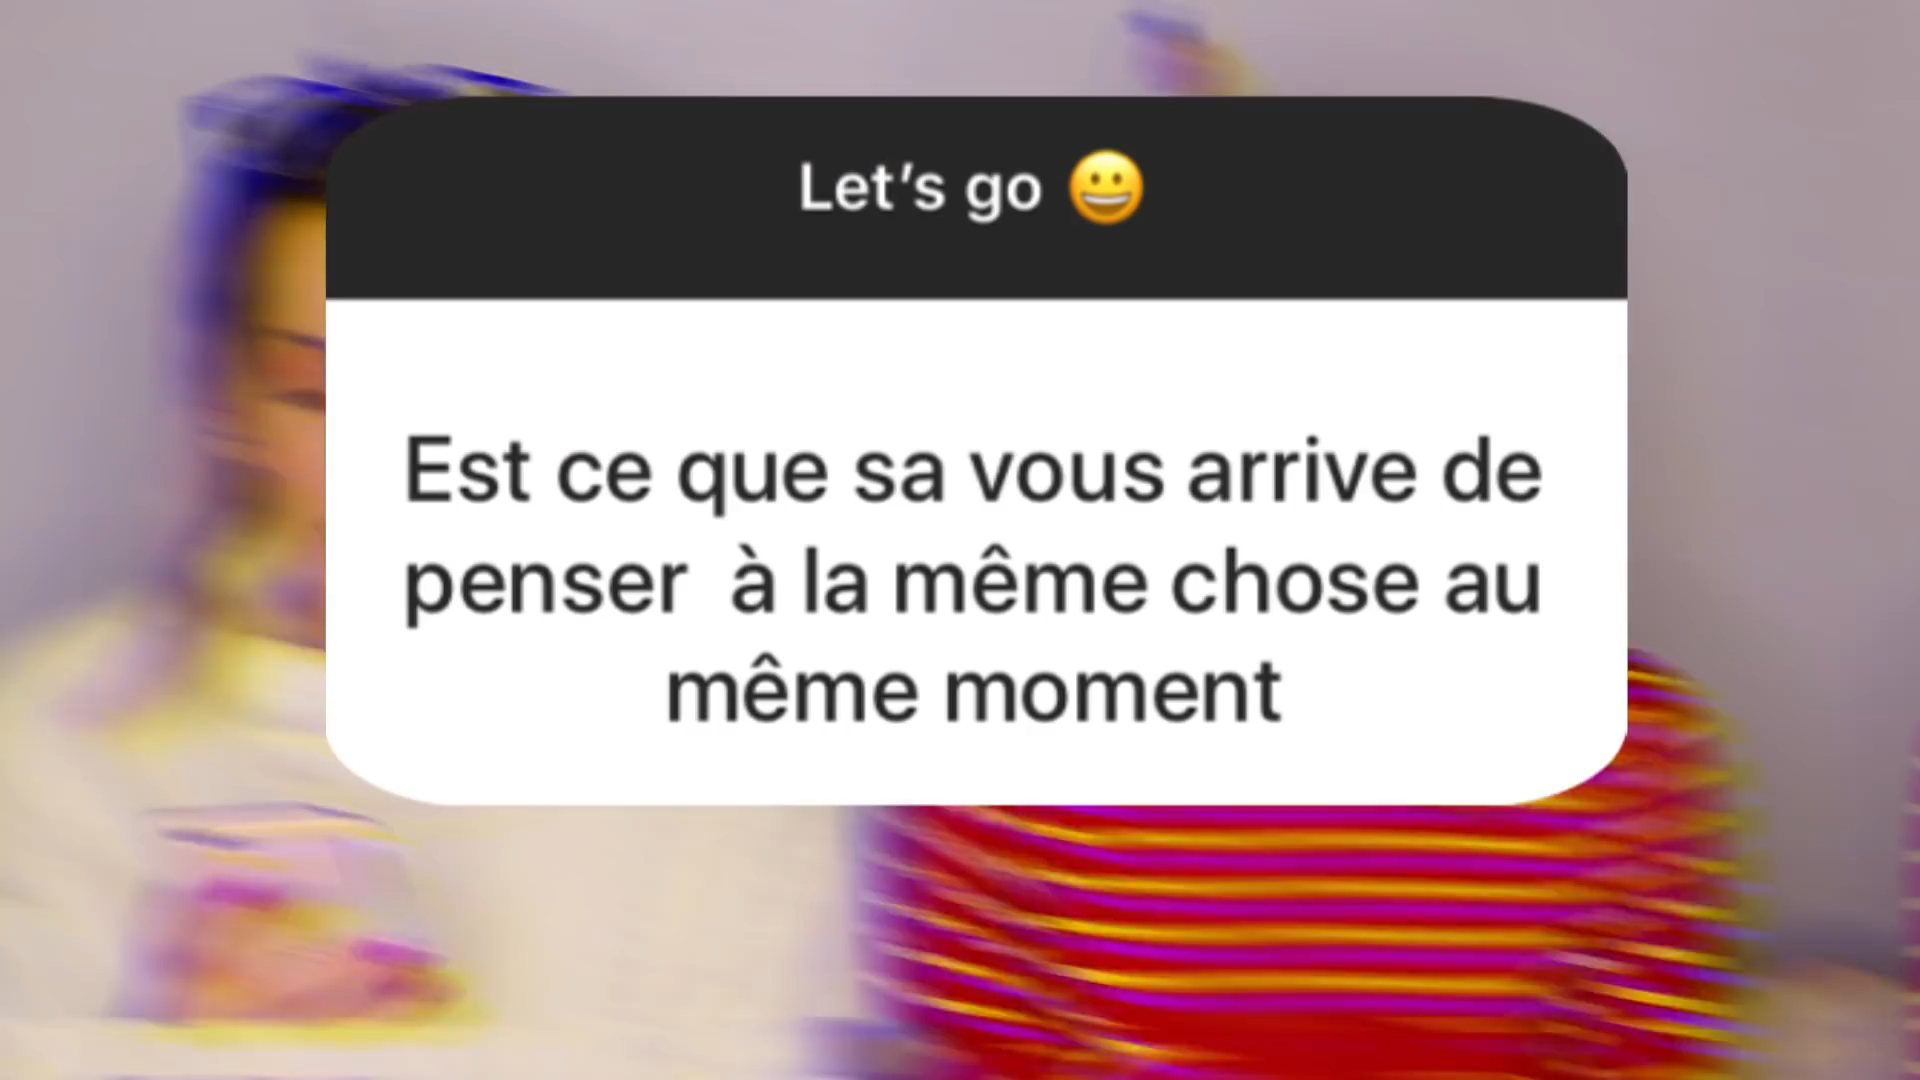 Let’s go 😀
Est ce que sa vous arrive de
penser  à la même chose au
même moment